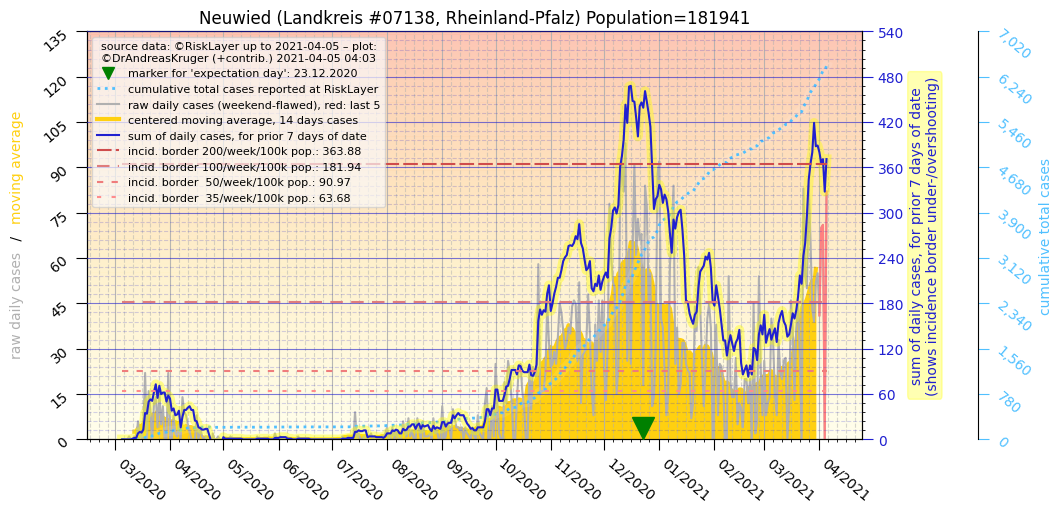 Neuwied (Landkreis #07138, Rheinland-Pfalz) Population=181941
source data: ©RiskLayer up to 2021-04-05 – plot:
©DrAndreasKruger (+contrib.) 2021-04-05 04:03
marker for 'expectation day': 23.12.2020
cumulative total cases reported at RiskLayer
raw daily cases (weekend-flawed), red: last 5
centered moving average, 14 days cases
sum of daily cases, for prior 7 days of date
incid. border 200/week/100k pop.: 363.88
incid. border 100/week/100k pop.: 181.94
incid. border  50/week/100k pop.: 90.97
incid. border  35/week/100k pop.: 63.68
raw daily cases  /  moving average
135
120
105
90
75
60
45
30
15
0
03/2020
04/2020
05/2020
06/2020
07/2020
08/2020
09/2020
10/2020
11/2020
12/2020
01/2021
02/2021
03/2021
04/2021
540
480
420
360
300
240
180
120
60
0
sum of daily cases, for prior 7 days of date
(shows incidence border under-/overshooting)
7,020
6,240
5,460
4,680
3,900
3,120
2,340
1,560
780
0
cumulative total cases